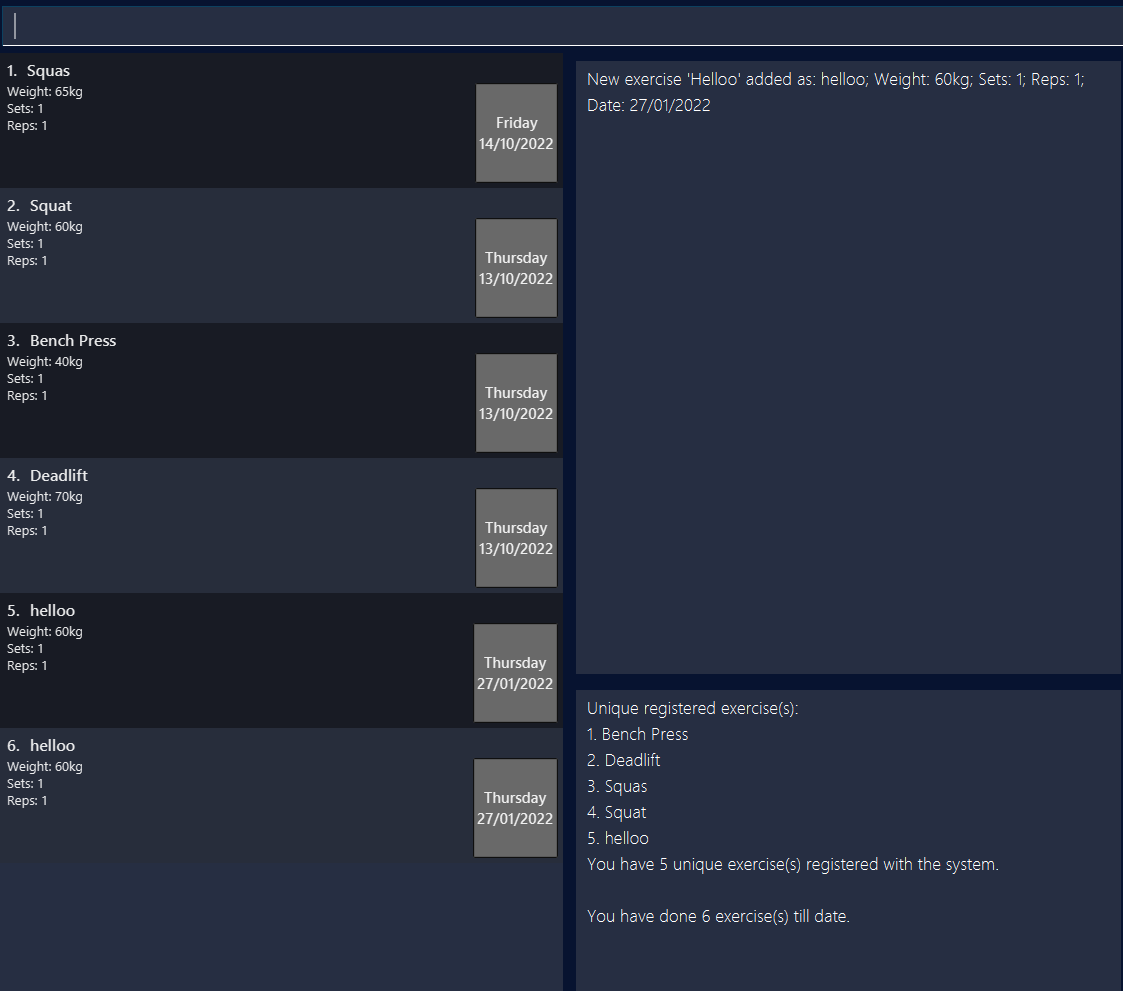 1. Squas
Weight: 65kg
Sets: 1
Reps: 1
Friday
14/10/2022
2. Squat
Weight: 60kg
Sets: 1
Reps: 1
Thursday
13/10/2022
3. Bench Press
Weight: 40kg
Sets: 1
Reps: 1
Thursday
13/10/2022
4. Deadlift
Weight: 70kg
Sets: 1
Reps: 1
Thursday
13/10/2022
5. helloo
Weight: 60kg
Sets: 1
Reps: 1
Thursday
27/01/2022
6. helloo
Weight: 60kg
Sets: 1
Reps: 1
Thursday
27/01/2022
New exercise 'Helloo' added as: helloo; Weight: 60kg; Sets: 1; Reps: 1;
Date: 27/01/2022
Unique registered exercise(s):
1. Bench Press
2. Deadlift
3. Squas
4. Squat
5. helloo
You have 5 unique exercise(s) registered with the system.
You have done 6 exercise(s) till date.